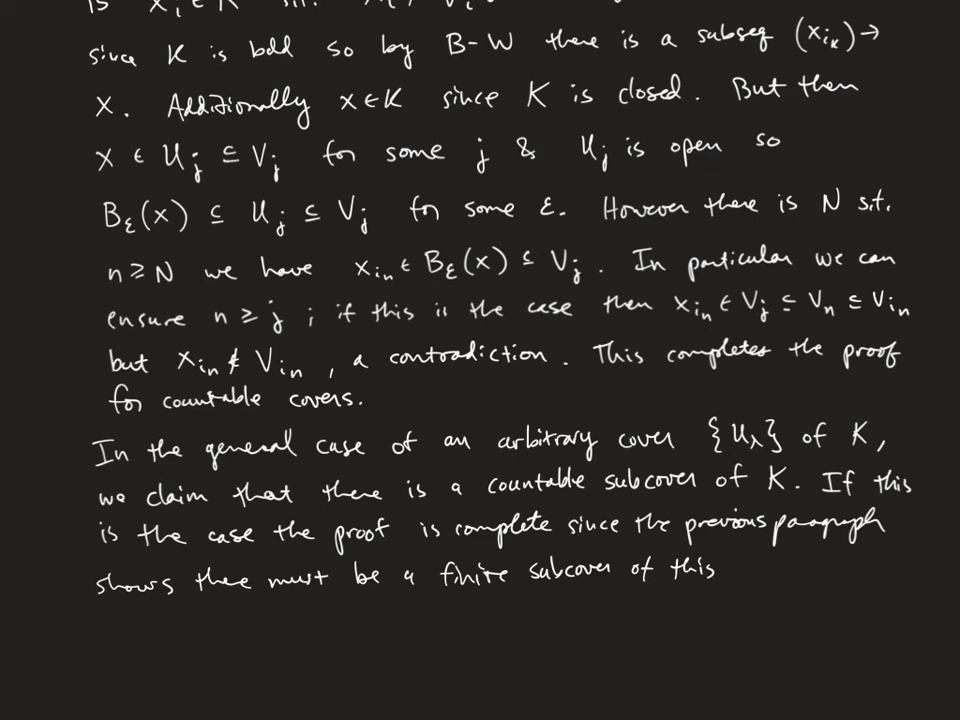 is x_i ∈ K s.t. x_i ∉ V_i
since K is bdd so by B-W there is a subseq (x_{i_k}) →
x. Additionally x ∈ K since K is closed. But then
x ∈ U_j ⊆ V_j for some j & U_j is open so
B_ε(x) ⊆ U_j ⊆ V_j for some ε. However there is N s.t.
n ≥ N we have x_{i_n} ∈ B_ε(x) ⊆ V_j. In particular we can
ensure n ≥ j; if this is the case then x_{i_n} ∈ V_j ⊆ V_n ⊆ V_{i_n}
but x_{i_n} ∉ V_{i_n}, a contradiction. This completes the proof
for countable covers.
In the general case of an arbitrary cover {U_λ} of K,
we claim that there is a countable subcover of K. If this
is the case the proof is complete since the previous paragraph
shows there must be a finite subcover of this